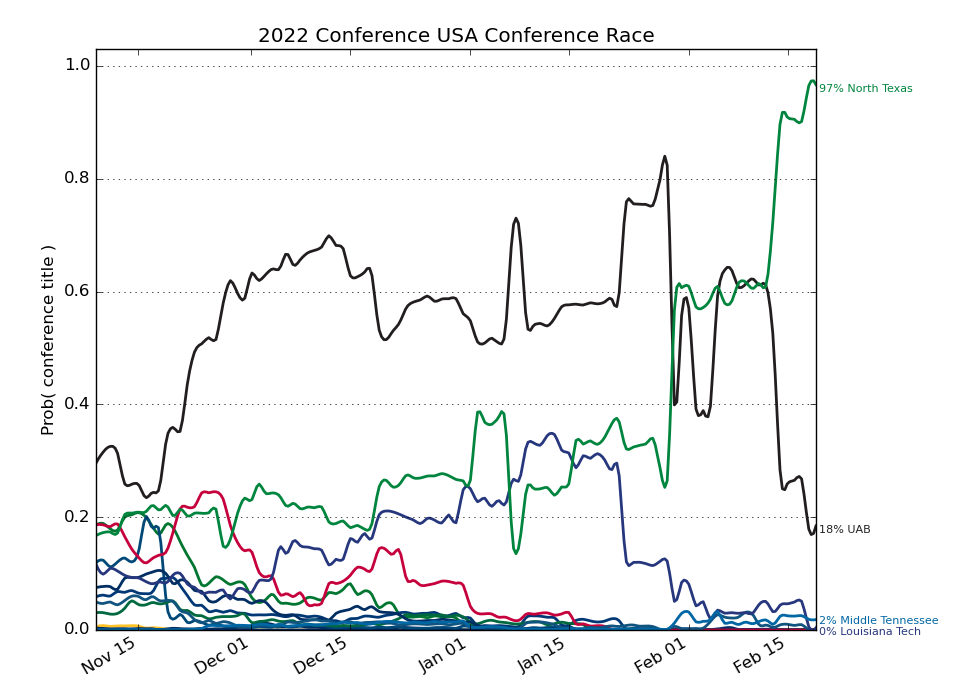 2022 Conference USA Conference Race
Prob( conference title )
1.0
0.8
0.6
0.4
0.2
0.0
Nov 15
Dec 01
Dec 15
Jan 01
Jan 15
Feb 01
Feb 15
97% North Texas
18% UAB
2% Middle Tennessee
0% Louisiana Tech